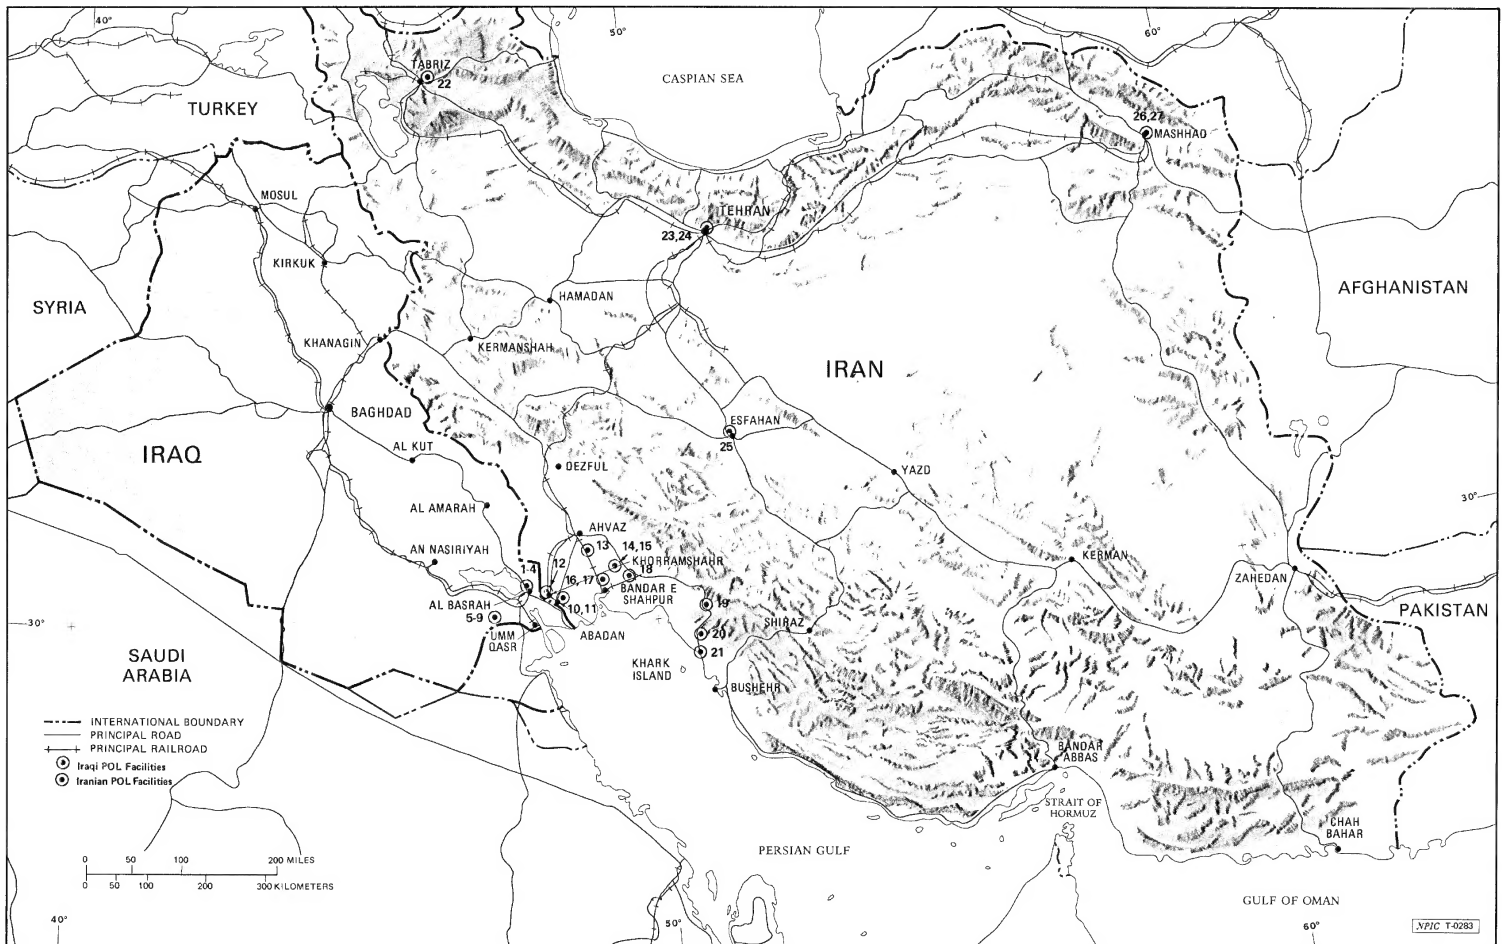 40°
50°
60°
TABRIZ
22
CASPIAN SEA
TURKEY
26,27
MASHHAD
MOSUL
TEHRAN
23,24
KIRKUK
HAMADAN
SYRIA
AFGHANISTAN
KHANAGIN
KERMANSHAH
IRAN
BAGHDAD
ESFAHAN
25
AL KUT
IRAQ
DEZFUL
YAZD
30°
AL AMARAH
AHVAZ
13
14, 15
AN NASIRIYAH
12
KHORRAMSHAHR
KERMAN
1-4
16, 17
18
ZAHEDAN
BANDAR E
SHAHPUR
AL BASRAH
5-9
10, 11
19
PAKISTAN
30°
UMM
QASR
ABADAN
20
SHIRAZ
21
SAUDI
ARABIA
KHARK
ISLAND
BUSHEHR
INTERNATIONAL BOUNDARY
PRINCIPAL ROAD
PRINCIPAL RAILROAD
Iraqi POL Facilities
Iranian POL Facilities
BANDAR
ABBAS
STRAIT OF
HORMUZ
CHAH
BAHAR
PERSIAN GULF
0 50 100 200 MILES
0 50 100 200 300 KILOMETERS
GULF OF OMAN
40°
50°
60°
NPIC T-0283